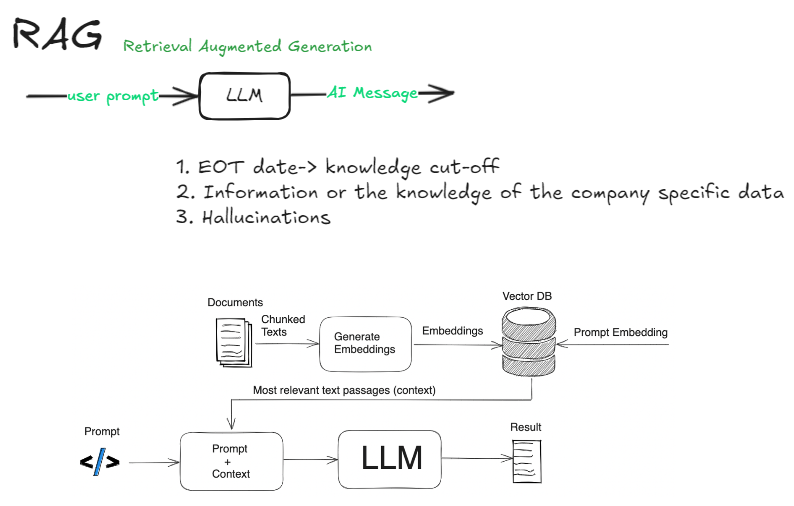 RAG Retrieval Augmented Generation
user prompt LLM AI Message
1. EOT date-> knowledge cut-off
2. Information or the knowledge of the company specific data
3. Hallucinations
Vector DB
Documents
Chunked
Texts
Generate
Embeddings
Embeddings
Prompt Embedding
Most relevant text passages (context)
Prompt
</>
Prompt
+
Context
LLM
Result